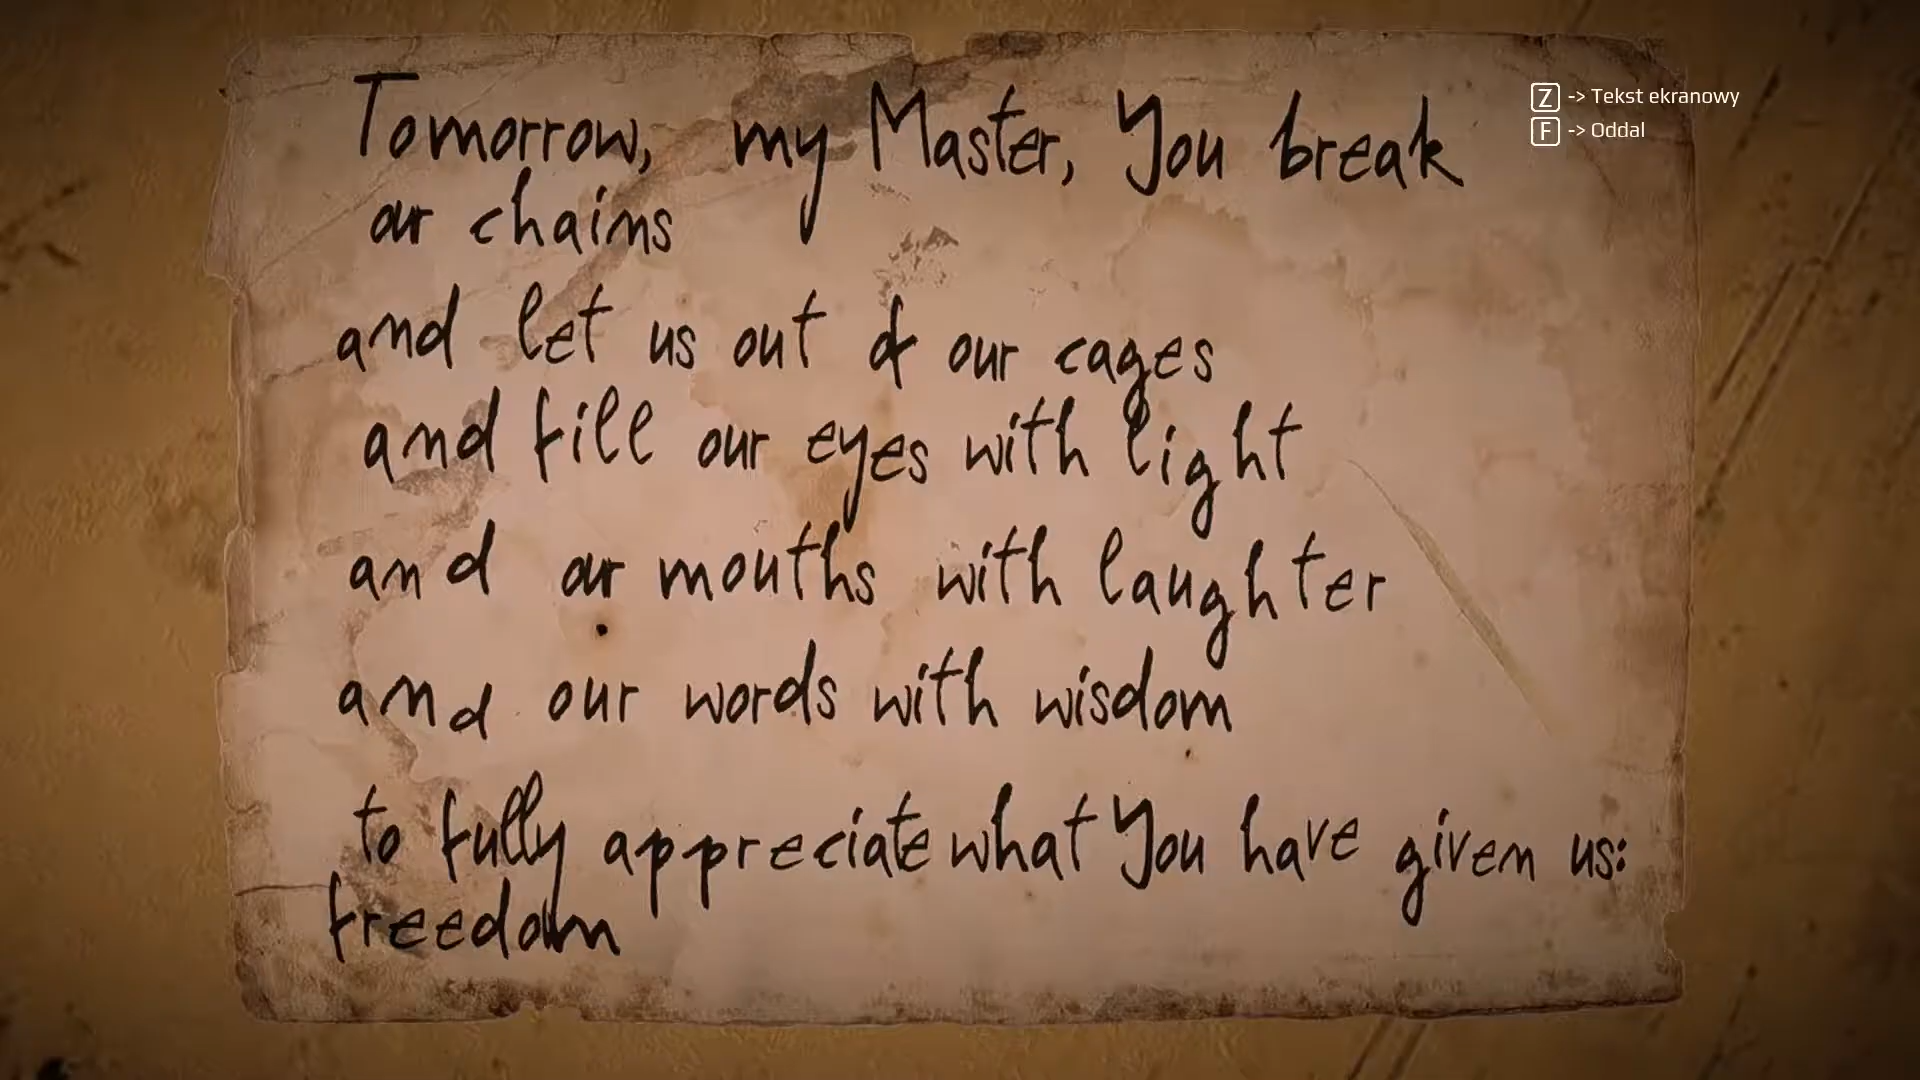 Tomorrow, my Master, You break
our chains
and let us out of our cages
and fill our eyes with light
and our mouths with laughter
and our words with wisdom
to fully appreciate what You have given us:
freedom
Z -> Tekst ekranowy
F -> Oddal